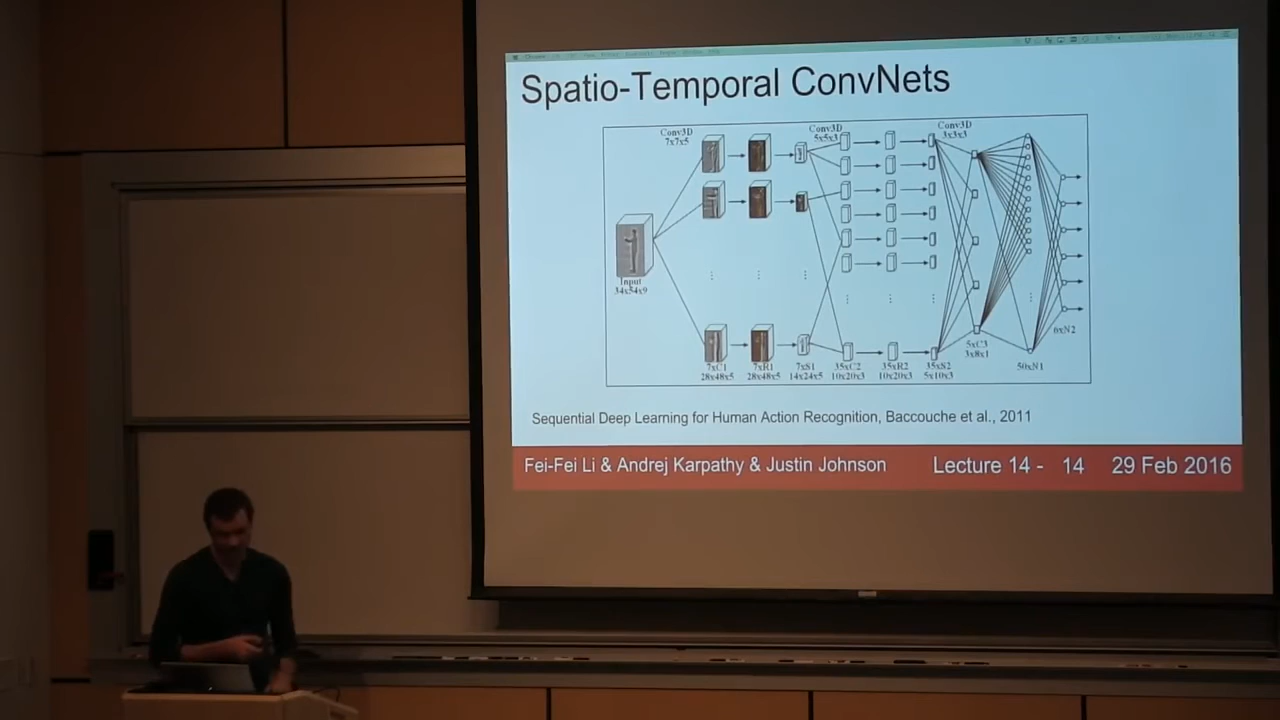 Spatio-Temporal ConvNets
Conv3D
7x7x5
Conv3D
5x5x3
Conv3D
3x3x3
Input
34x54x9
7xC1
28x48x5
7xR1
28x48x5
7xS1
14x24x5
35xC2
10x20x3
35xR2
10x20x3
35xS2
5x10x3
5xC3
3x8x1
50xN1
6xN2
Sequential Deep Learning for Human Action Recognition, Baccouche et al., 2011
Fei-Fei Li & Andrej Karpathy & Justin Johnson Lecture 14 - 14 29 Feb 2016